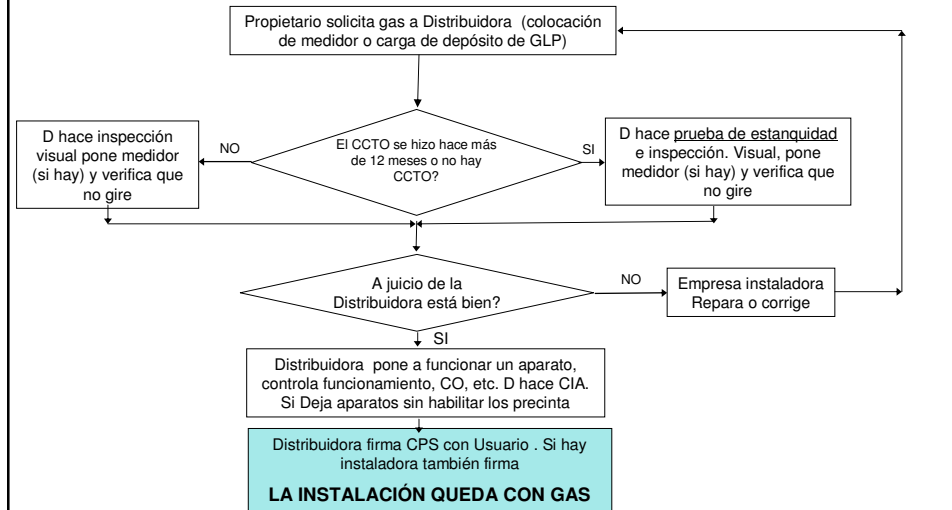 Propietario solicita gas a Distribuidora (colocación
de medidor o carga de depósito de GLP)
El CCTO se hizo hace más
de 12 meses o no hay
CCTO?
NO
SI
D hace inspección
visual pone medidor
(si hay) y verifica que
no gire
D hace prueba de estanquidad
e inspección. Visual, pone
medidor (si hay) y verifica que
no gire
A juicio de la
Distribuidora está bien?
NO
Empresa instaladora
Repara o corrige
SI
Distribuidora pone a funcionar un aparato,
controla funcionamiento, CO, etc. D hace CIA.
Si Deja aparatos sin habilitar los precinta
Distribuidora firma CPS con Usuario . Si hay
instaladora también firma
LA INSTALACIÓN QUEDA CON GAS